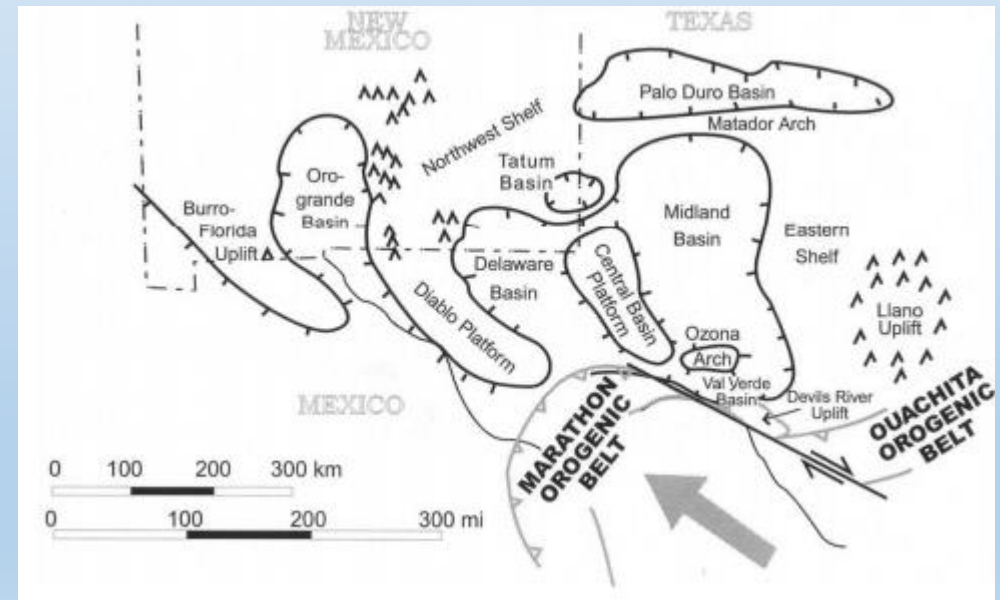 NEW
MEXICO
TEXAS
Palo Duro Basin
Matador Arch
Northwest Shelf
Tatum
Basin
Oro-
grande
Basin
Burro-
Florida
Uplift
Midland
Basin
Eastern
Shelf
Delaware
Basin
Central Basin
Platform
Diablo Platform
Llano
Uplift
Ozona
Arch
Val Verde
Basin
Devils River
Uplift
MEXICO
MARATHON
OROGENIC
BELT
OUACHITA
OROGENIC
BELT
0 100 200 300 km
0 100 200 300 mi